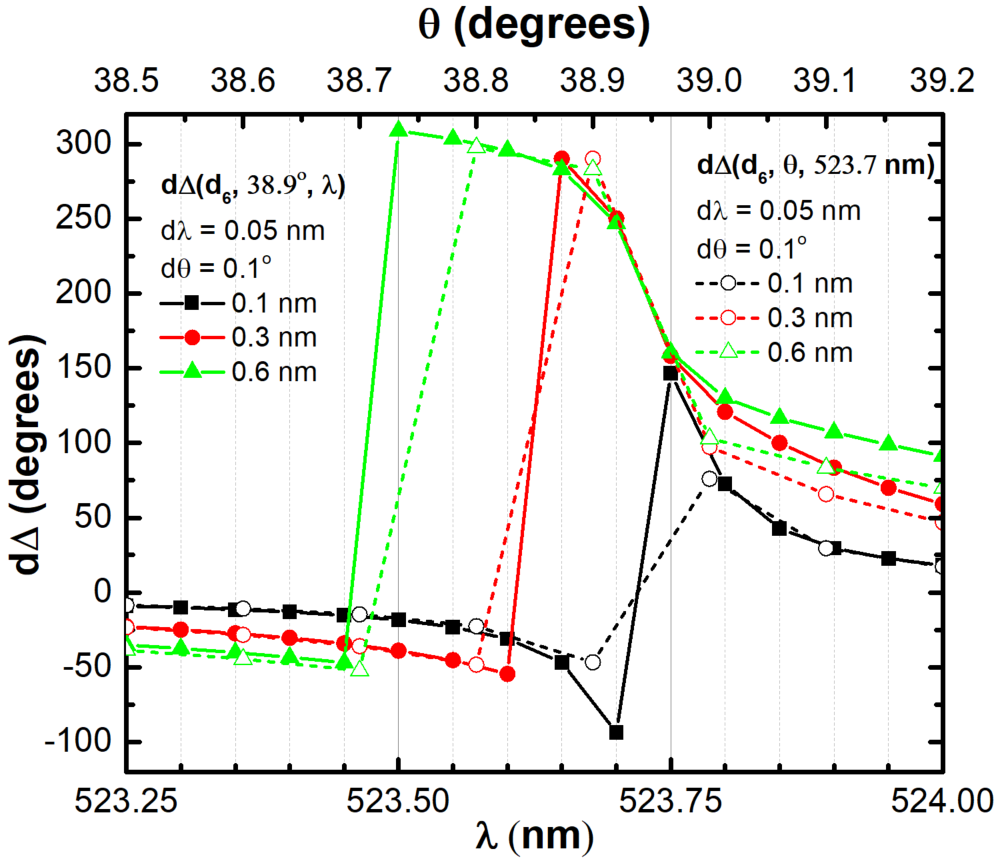 θ (degrees)
38.5 38.6 38.7 38.8 38.9 39.0 39.1 39.2
300
250
200
150
100
50
0
-50
-100
dΔ (degrees)
dΔ(d₆, 38.9°, λ)
dλ = 0.05 nm
dθ = 0.1°
0.1 nm
0.3 nm
0.6 nm
dΔ(d₆, θ, 523.7 nm)
dλ = 0.05 nm
dθ = 0.1°
0.1 nm
0.3 nm
0.6 nm
523.25 523.50 523.75 524.00
λ (nm)